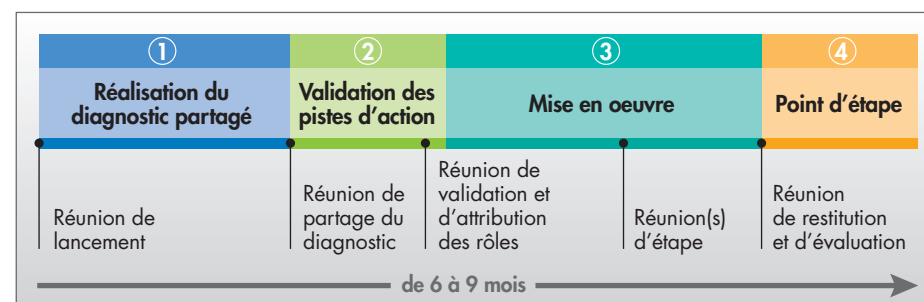 1
Réalisation du
diagnostic partagé
2
Validation des
pistes d'action
3
Mise en oeuvre
4
Point d'étape
Réunion de
lancement
Réunion de
partage du
diagnostic
Réunion de
validation et
d'attribution
des rôles
Réunion(s)
d'étape
Réunion
de restitution
et d'évaluation
de 6 à 9 mois